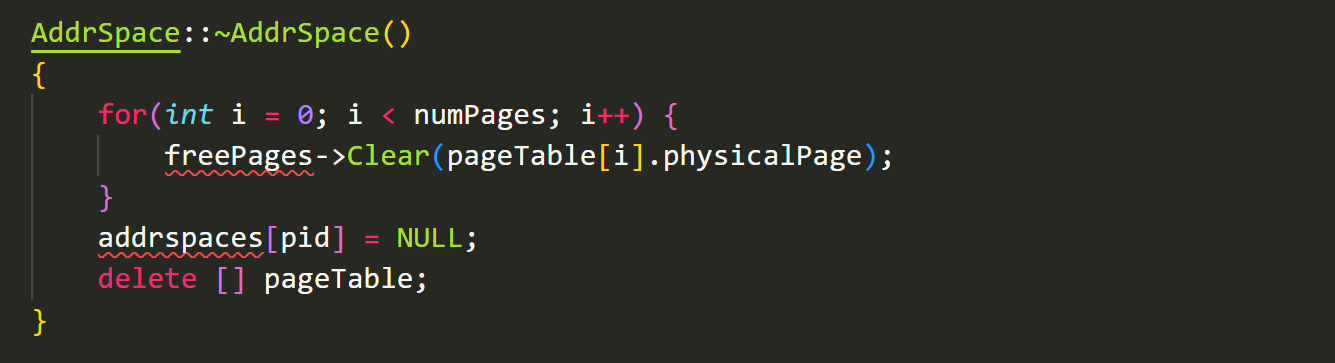 AddrSpace::~AddrSpace()
{
    for(int i = 0; i < numPages; i++) {
        freePages->Clear(pageTable[i].physicalPage);
    }
    addrspaces[pid] = NULL;
    delete [] pageTable;
}